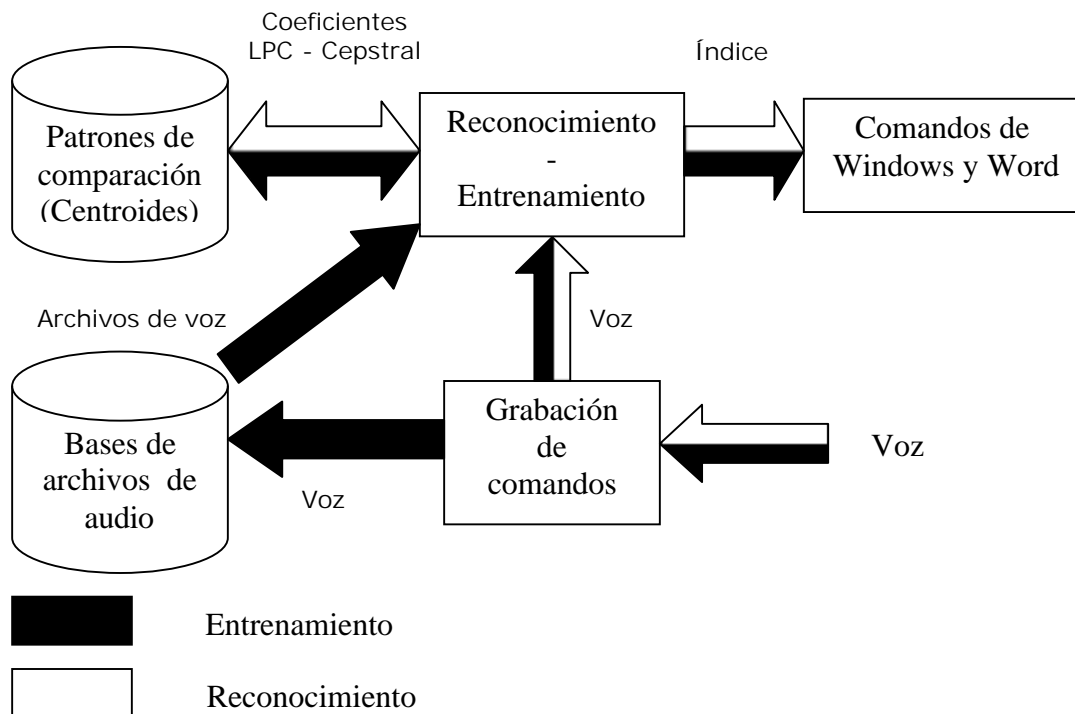 Coeficientes
LPC - Cepstral
Índice
Patrones de
comparación
(Centroides)
Reconocimiento
-
Entrenamiento
Comandos de
Windows y Word
Archivos de voz
Voz
Bases de
archivos de
audio
Voz
Grabación
de
comandos
Voz
Entrenamiento
Reconocimiento